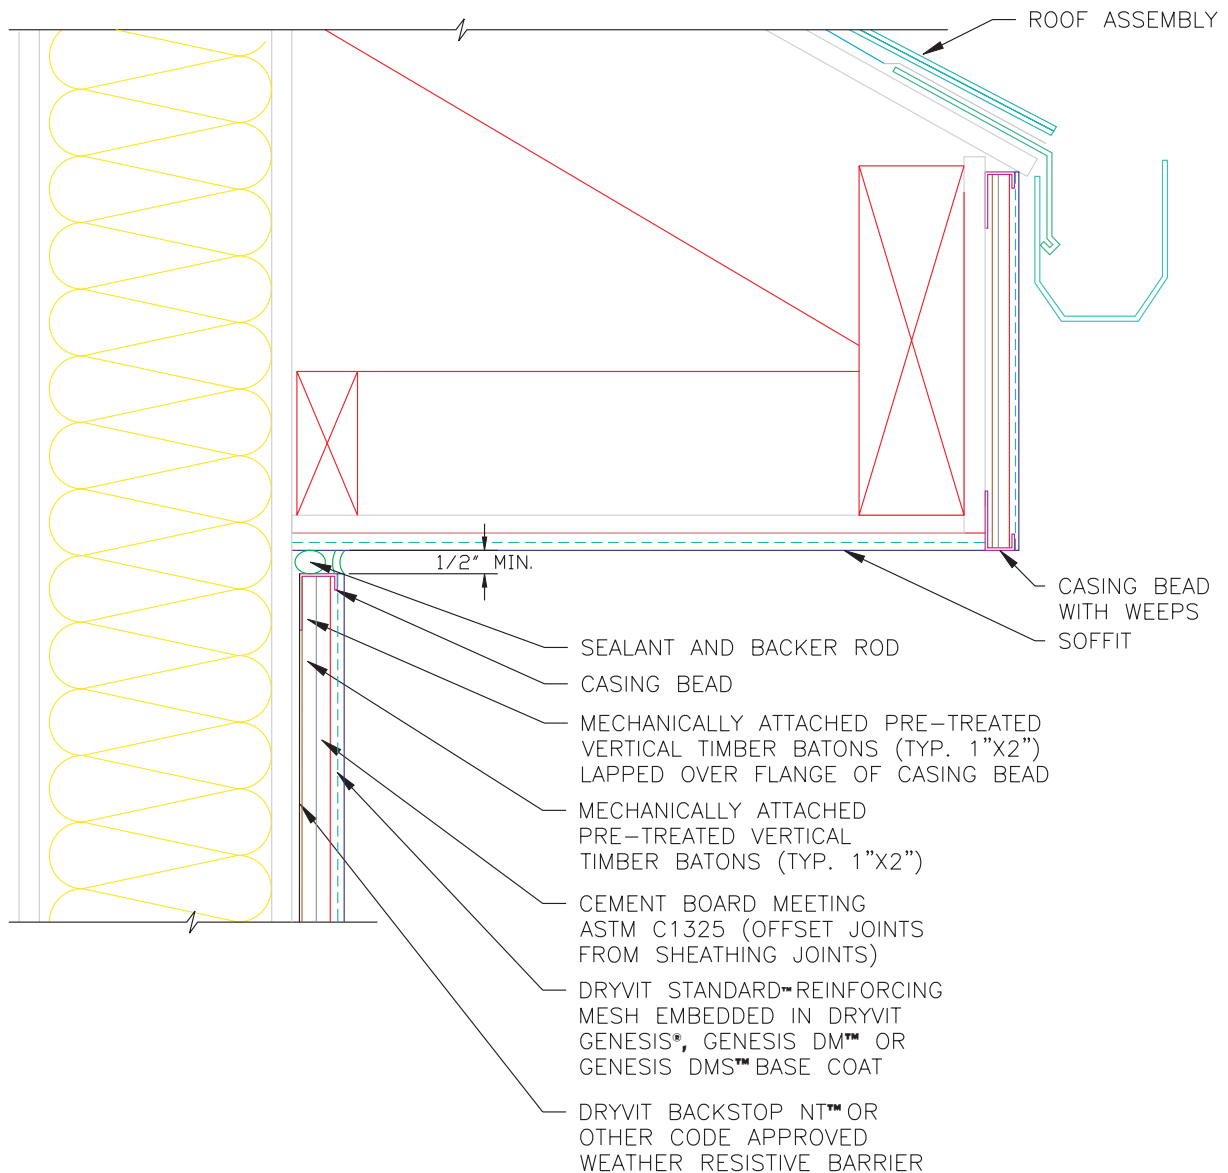 ROOF ASSEMBLY
1/2" MIN.
CASING BEAD
WITH WEEPS
SOFFIT
SEALANT AND BACKER ROD
CASING BEAD
MECHANICALLY ATTACHED PRE-TREATED
VERTICAL TIMBER BATONS (TYP. 1"X2")
LAPPED OVER FLANGE OF CASING BEAD
MECHANICALLY ATTACHED
PRE-TREATED VERTICAL
TIMBER BATONS (TYP. 1"X2")
CEMENT BOARD MEETING
ASTM C1325 (OFFSET JOINTS
FROM SHEATHING JOINTS)
DRYVIT STANDARD™ REINFORCING
MESH EMBEDDED IN DRYVIT
GENESIS®, GENESIS DM™ OR
GENESIS DMS™ BASE COAT
DRYVIT BACKSTOP NT™ OR
OTHER CODE APPROVED
WEATHER RESISTIVE BARRIER